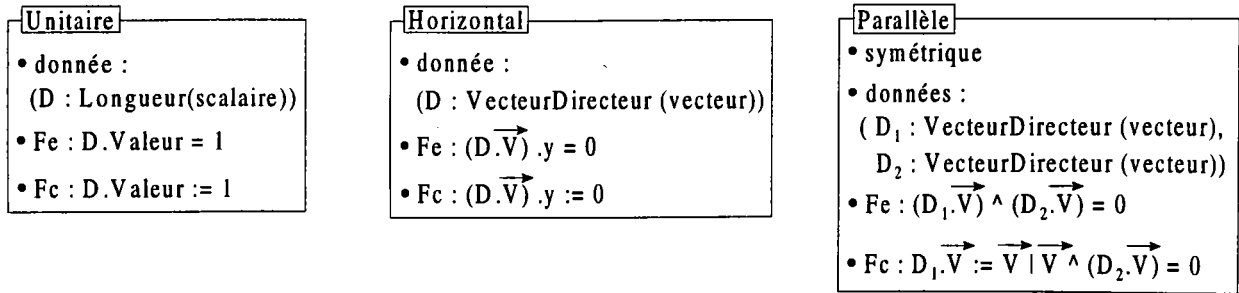 Unitaire
• donnée :
(D : Longueur(scalaire))
• Fe : D.Valeur = 1
• Fc : D.Valeur := 1
Horizontal
• donnée :
(D : VecteurDirecteur (vecteur))
• Fe : (D.V⃗) .y = 0
• Fc : (D.V⃗) .y := 0
Parallèle
• symétrique
• données :
( D₁ : VecteurDirecteur (vecteur),
D₂ : VecteurDirecteur (vecteur))
• Fe : (D₁.V⃗) ^ (D₂.V⃗) = 0
• Fc : D₁.V⃗ := V⃗ | V⃗ ^ (D₂.V⃗) = 0